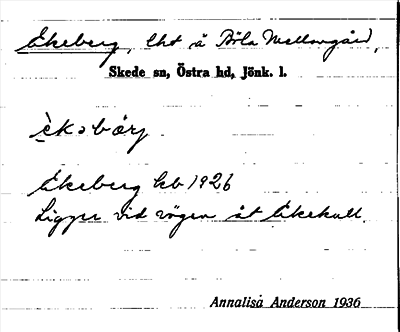 Ekeberg, lht å Böla Mellangård,
Skede sn, Östra hd, Jönk. l.
èkəbärj.
Ekeberg kb 1926
Ligger vid vägen åt Ekekull.
Annalisa Anderson 1936